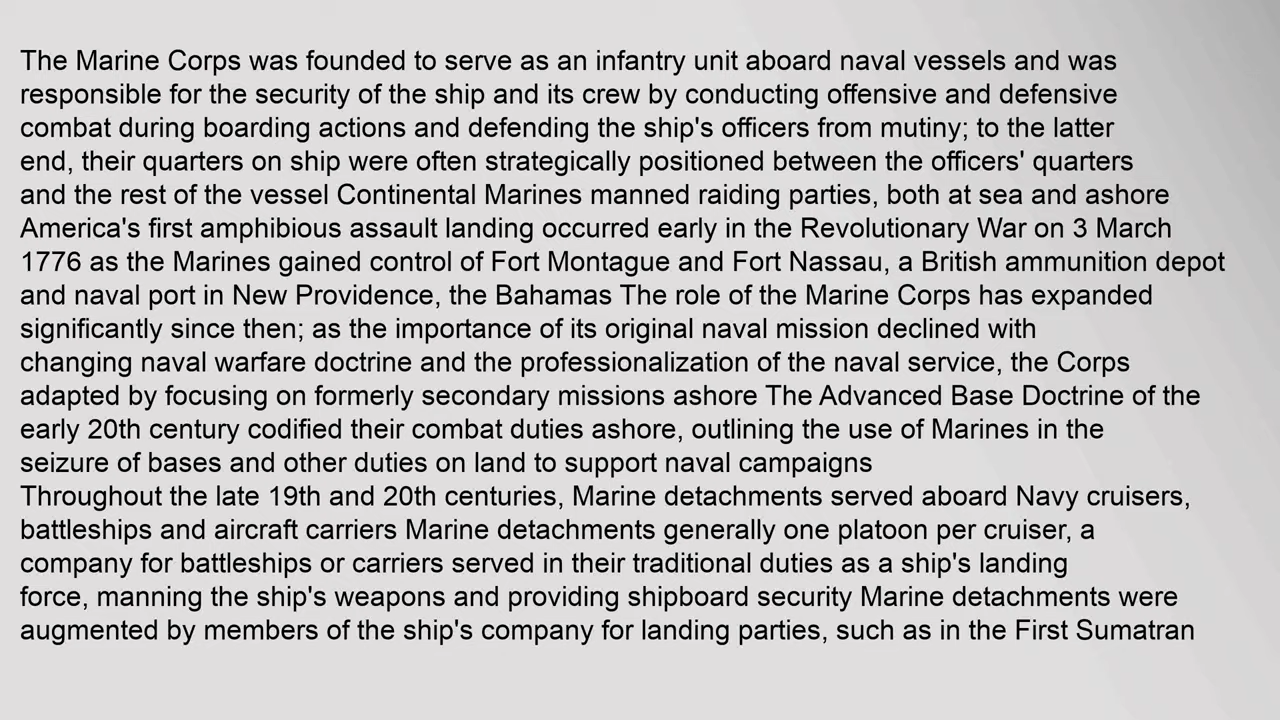 The Marine Corps was founded to serve as an infantry unit aboard naval vessels and was
responsible for the security of the ship and its crew by conducting offensive and defensive
combat during boarding actions and defending the ship's officers from mutiny; to the latter
end, their quarters on ship were often strategically positioned between the officers' quarters
and the rest of the vessel Continental Marines manned raiding parties, both at sea and ashore
America's first amphibious assault landing occurred early in the Revolutionary War on 3 March
1776 as the Marines gained control of Fort Montague and Fort Nassau, a British ammunition depot
and naval port in New Providence, the Bahamas The role of the Marine Corps has expanded
significantly since then; as the importance of its original naval mission declined with
changing naval warfare doctrine and the professionalization of the naval service, the Corps
adapted by focusing on formerly secondary missions ashore The Advanced Base Doctrine of the
early 20th century codified their combat duties ashore, outlining the use of Marines in the
seizure of bases and other duties on land to support naval campaigns
Throughout the late 19th and 20th centuries, Marine detachments served aboard Navy cruisers,
battleships and aircraft carriers Marine detachments generally one platoon per cruiser, a
company for battleships or carriers served in their traditional duties as a ship's landing
force, manning the ship's weapons and providing shipboard security Marine detachments were
augmented by members of the ship's company for landing parties, such as in the First Sumatran